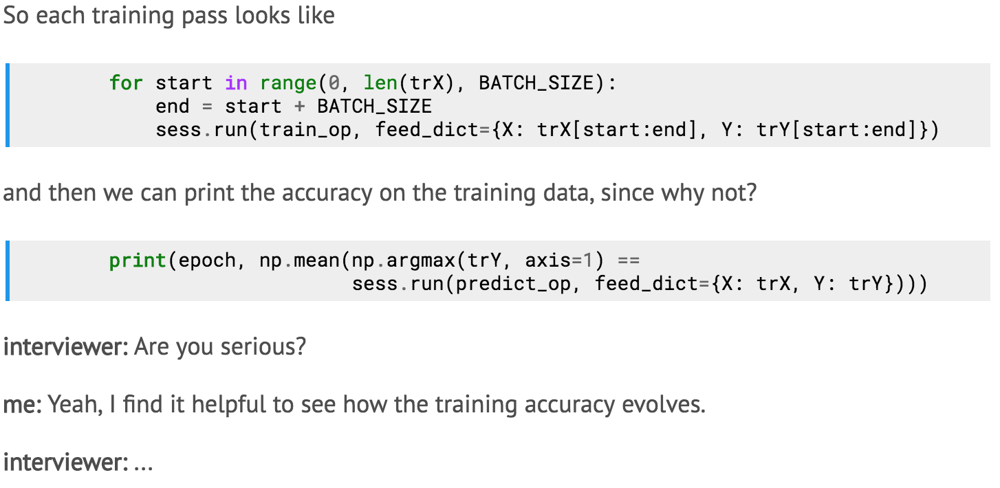 So each training pass looks like
for start in range(0, len(trX), BATCH_SIZE):
    end = start + BATCH_SIZE
    sess.run(train_op, feed_dict={X: trX[start:end], Y: trY[start:end]})
and then we can print the accuracy on the training data, since why not?
print(epoch, np.mean(np.argmax(trY, axis=1) ==
                     sess.run(predict_op, feed_dict={X: trX, Y: trY})))
interviewer: Are you serious?
me: Yeah, I find it helpful to see how the training accuracy evolves.
interviewer: ...